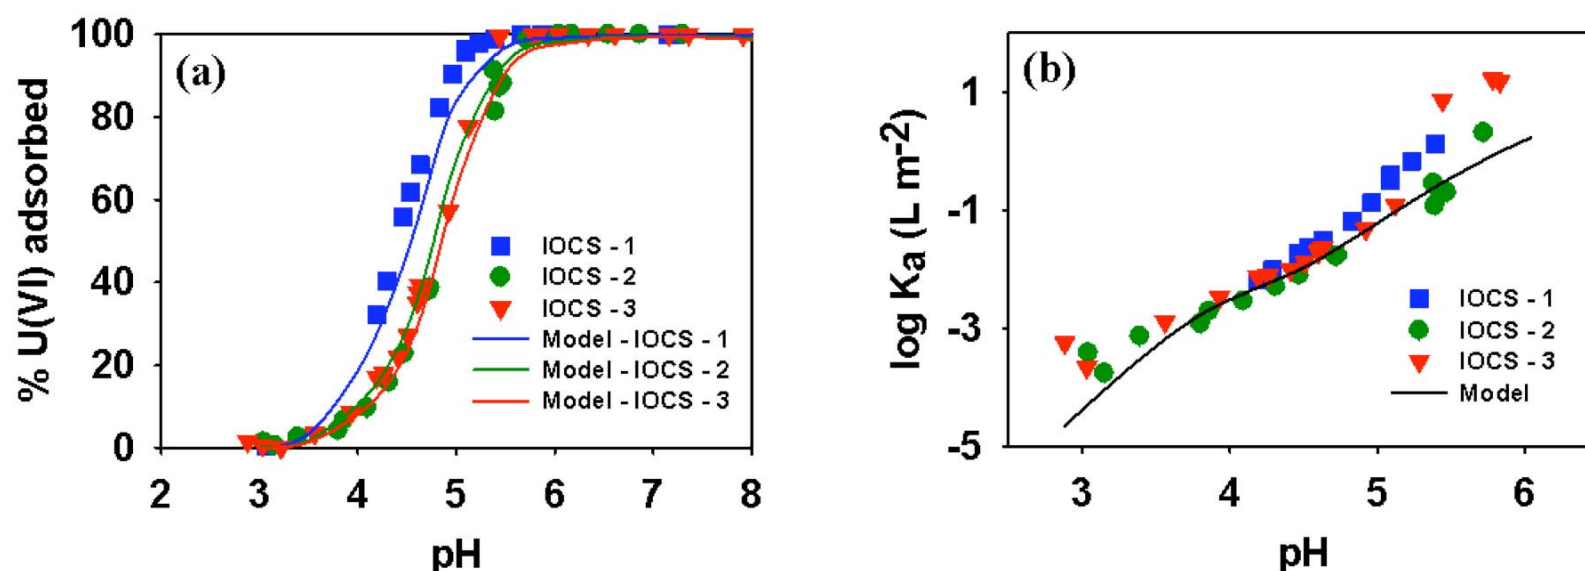 (a)
% U(VI) adsorbed
100
80
60
40
20
0
IOCS - 1
IOCS - 2
IOCS - 3
Model - IOCS - 1
Model - IOCS - 2
Model - IOCS - 3
2 3 4 5 6 7 8
pH
(b)
log Ka (L m-2)
1
-1
-3
-5
IOCS - 1
IOCS - 2
IOCS - 3
Model
3 4 5 6
pH